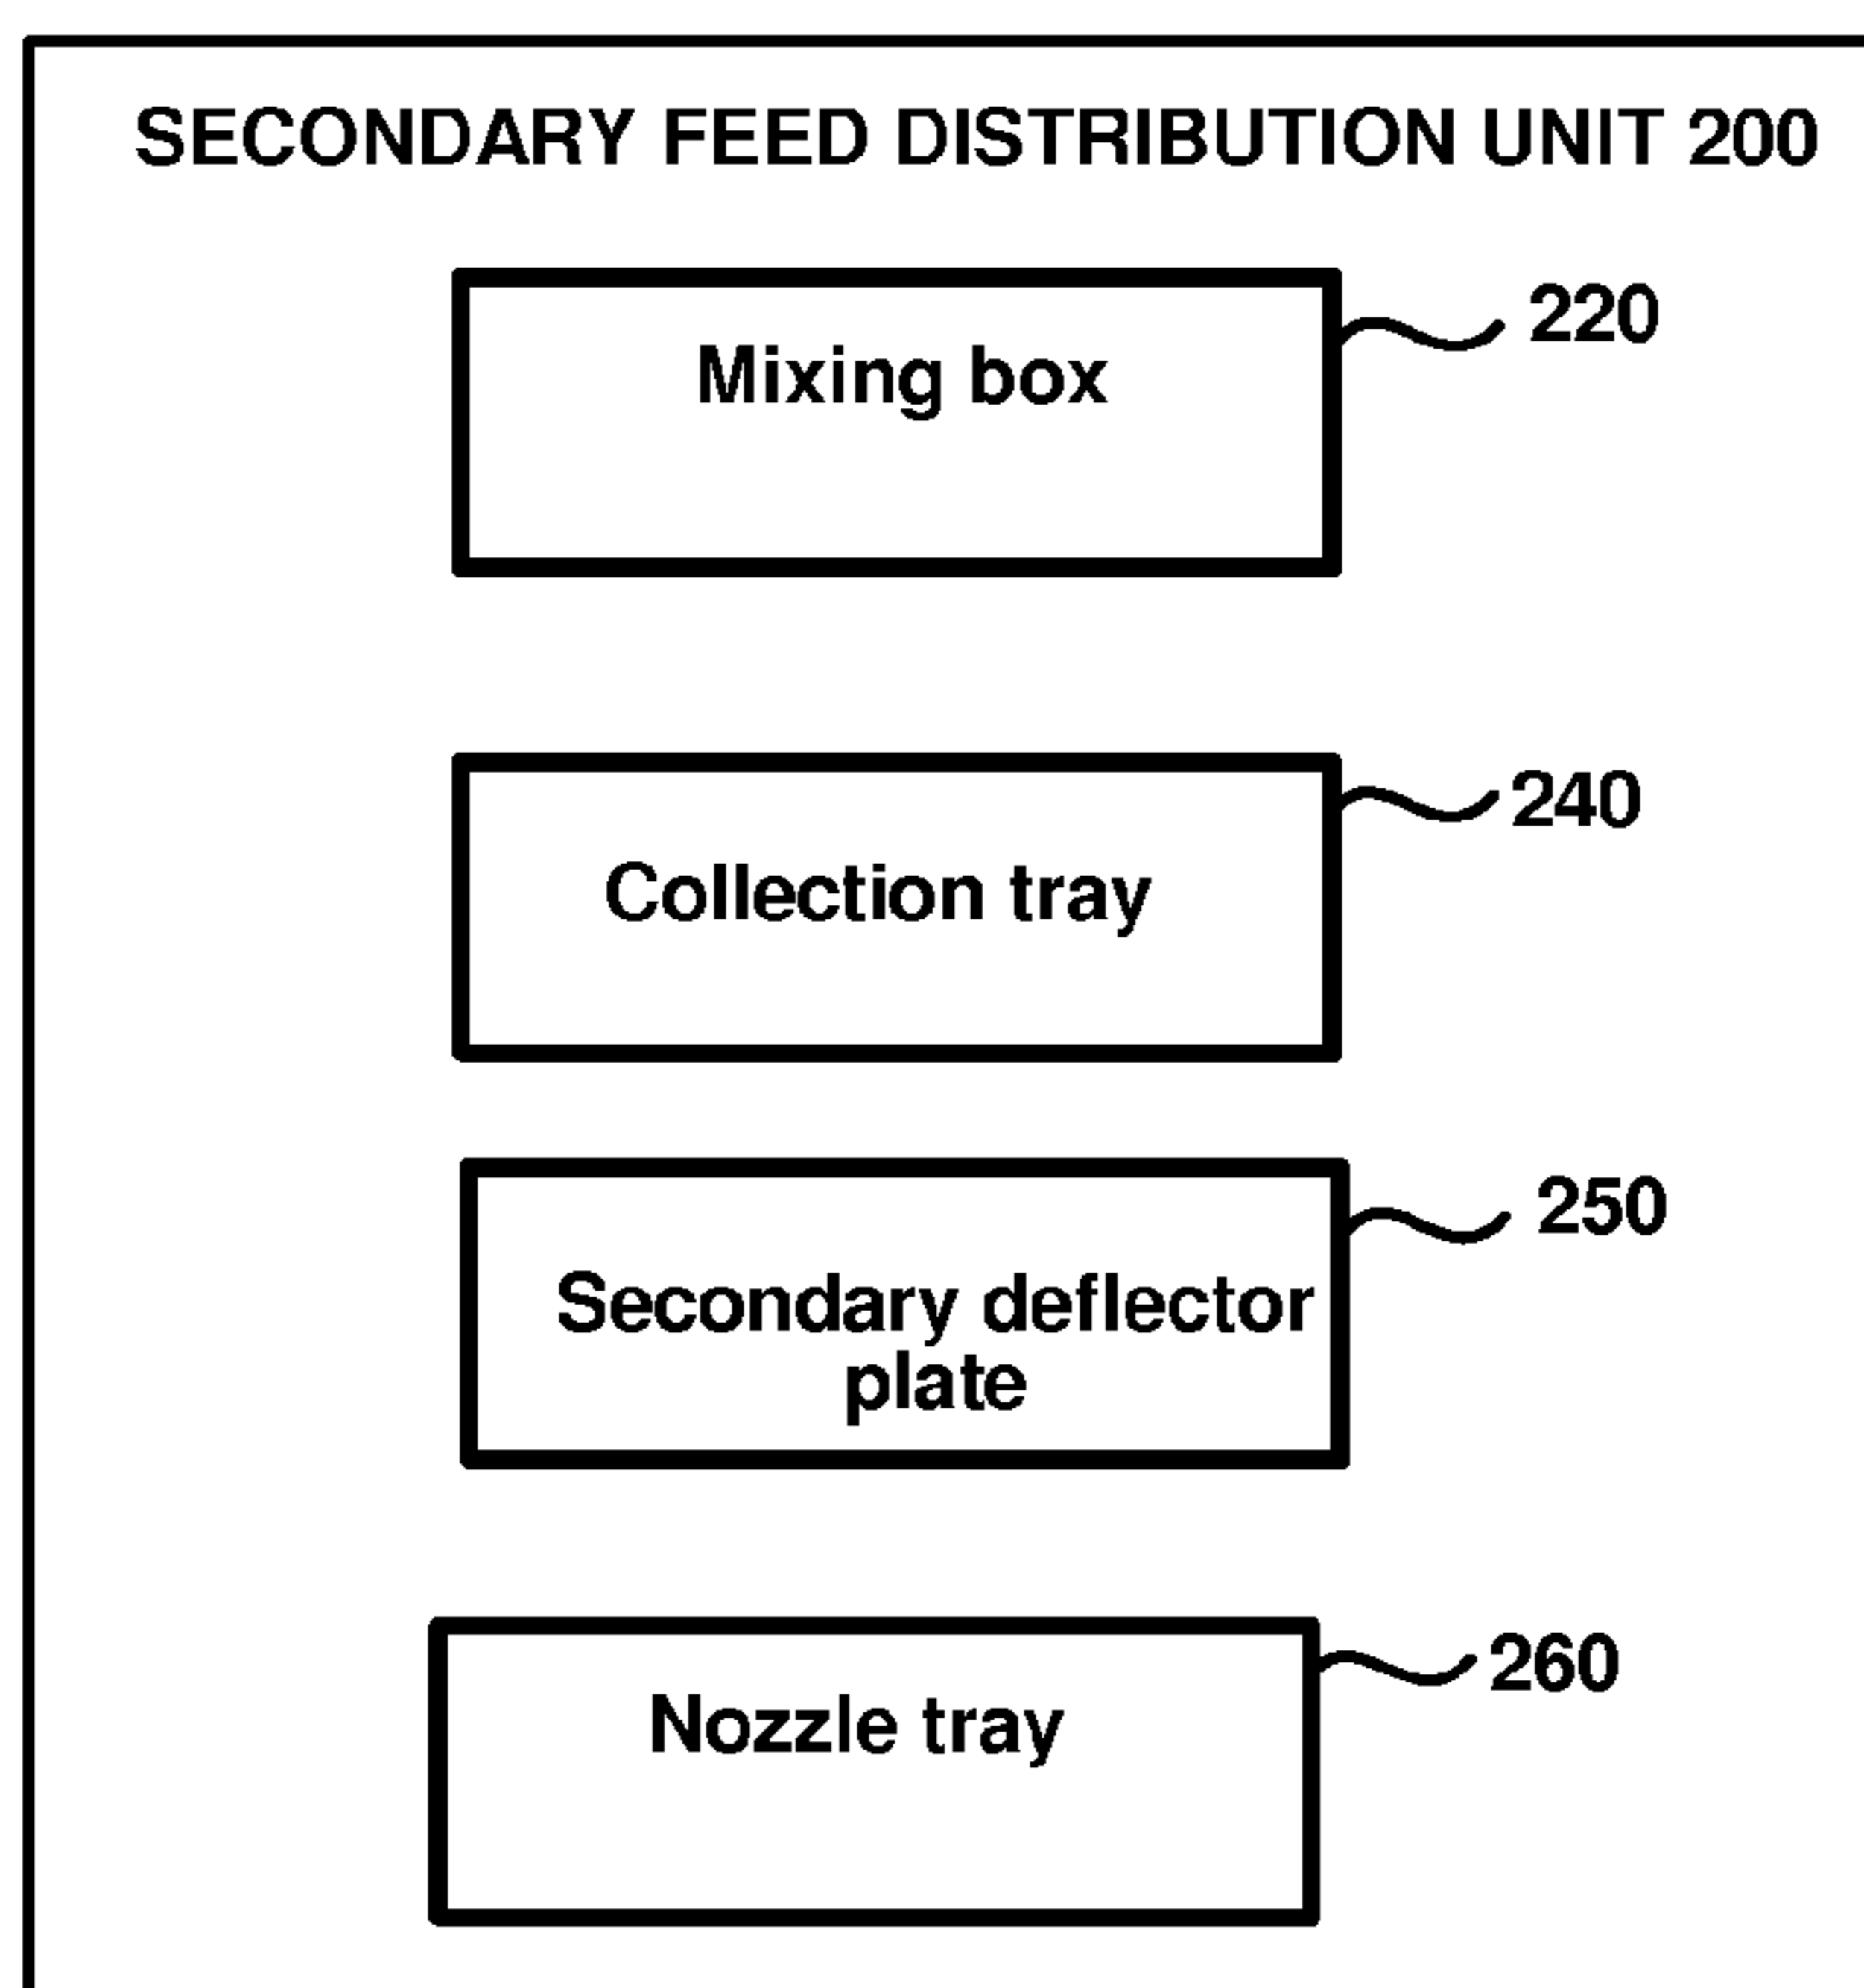 SECONDARY FEED DISTRIBUTION UNIT 200
220
Mixing box
240
Collection tray
250
Secondary deflector
plate
260
Nozzle tray